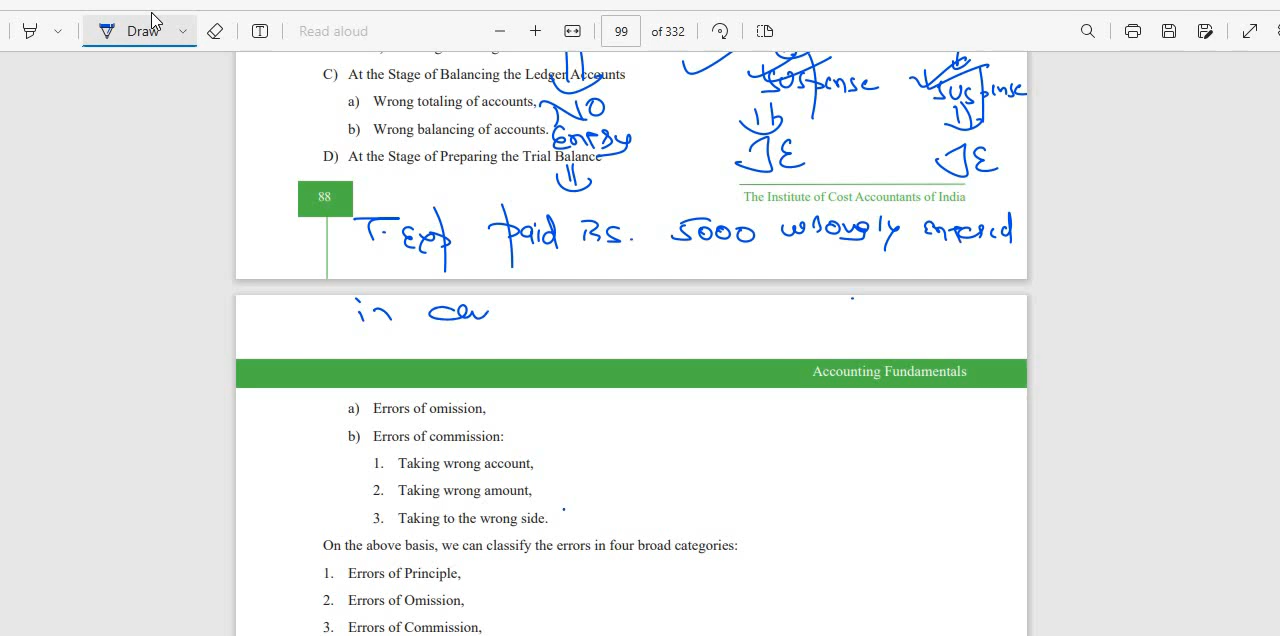 Draw
Read aloud
99 of 332
C) At the Stage of Balancing the Ledger Accounts
Suspense
Suspense
a) Wrong totaling of accounts,
NO
b) Wrong balancing of accounts.
Entry
JE
JE
D) At the Stage of Preparing the Trial Balance
88
The Institute of Cost Accountants of India
T. Exp paid Rs. 5000 wrongly entered
in
Accounting Fundamentals
a) Errors of omission,
b) Errors of commission:
1. Taking wrong account,
2. Taking wrong amount,
3. Taking to the wrong side.
On the above basis, we can classify the errors in four broad categories:
1. Errors of Principle,
2. Errors of Omission,
3. Errors of Commission,